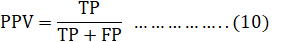 PPV = TP / (TP + FP) ……………….. (10)